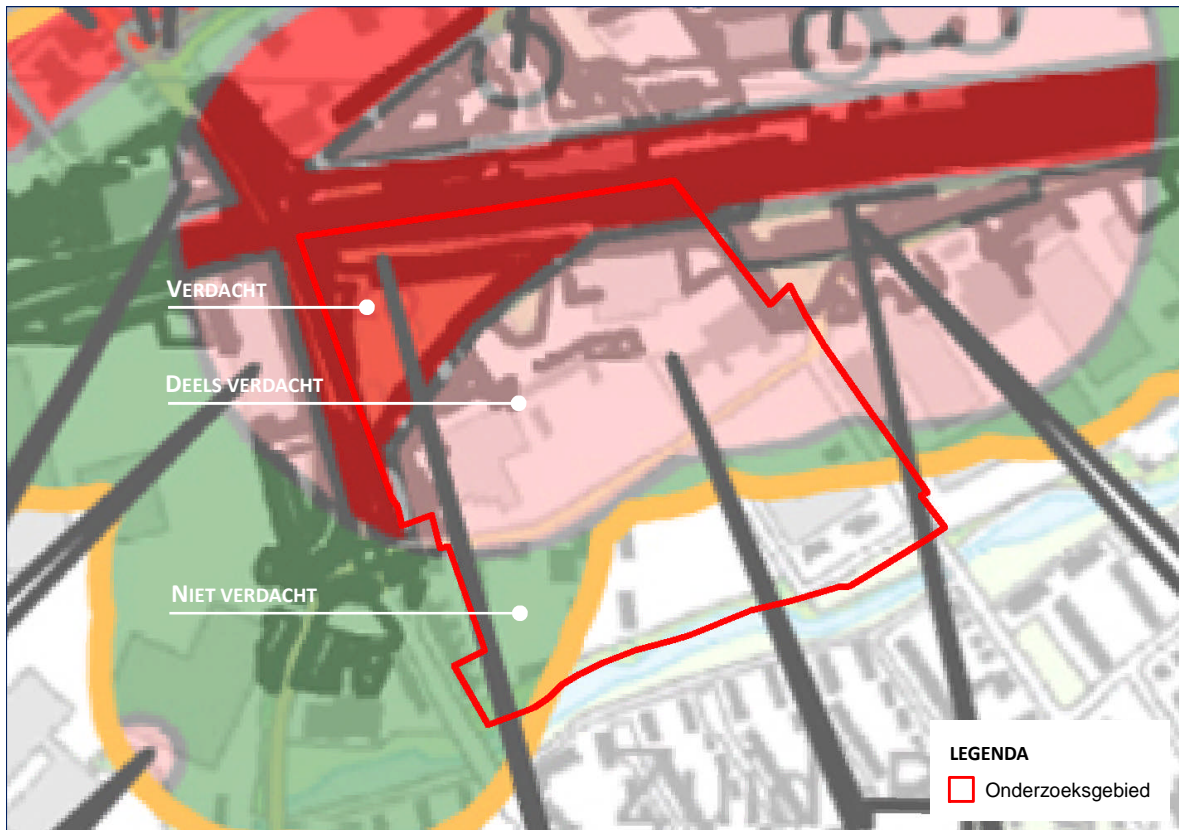 VERDACHT
DEELS VERDACHT
NIET VERDACHT
LEGENDA
Onderzoeksgebied